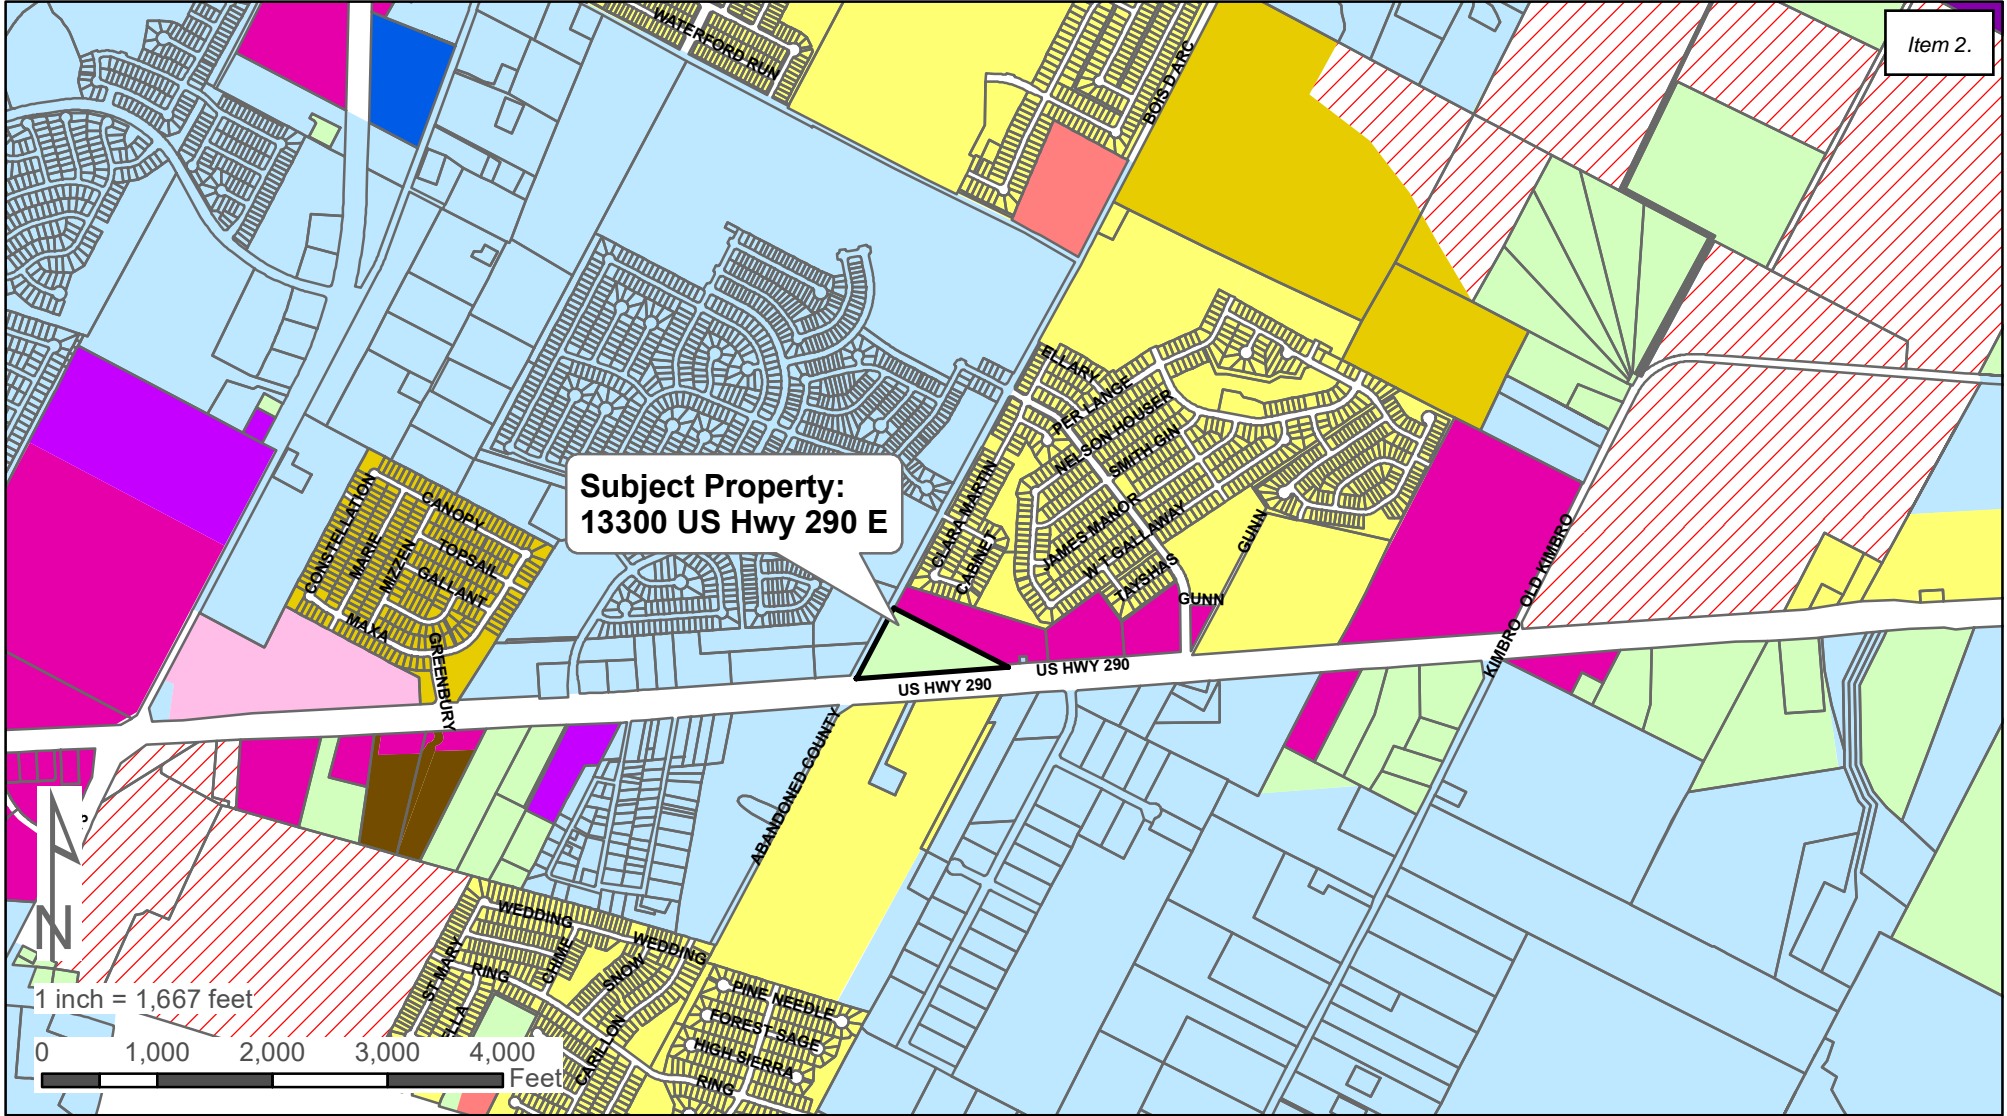 Item 2.
WATERFORD RUN
BOIS D ARC
ELLARY
PER LANGE
NELSON HOUSER
SMITH GIN
CLARA MARTIN
CABINET
JAMES MANOR
W T GALLAWAY
TAYSHAS
GUNN
GUNN
Subject Property:
13300 US Hwy 290 E
CONSTELLATION
MARIE
MIZZEN
CANOPY
TOPSAIL
GALLANT
MAXA
GREENBURY
OLD KIMBRO
KIMBRO
US HWY 290
US HWY 290
ABANDONED COUNTY
WEDDING
WEDDING
ST MARY
RING
CHIME
SNOW
ELLA
CARILLON
PINE NEEDLE
FOREST SAGE
HIGH SIERRA
RING
N
1 inch = 1,667 feet
0 1,000 2,000 3,000 4,000
Feet